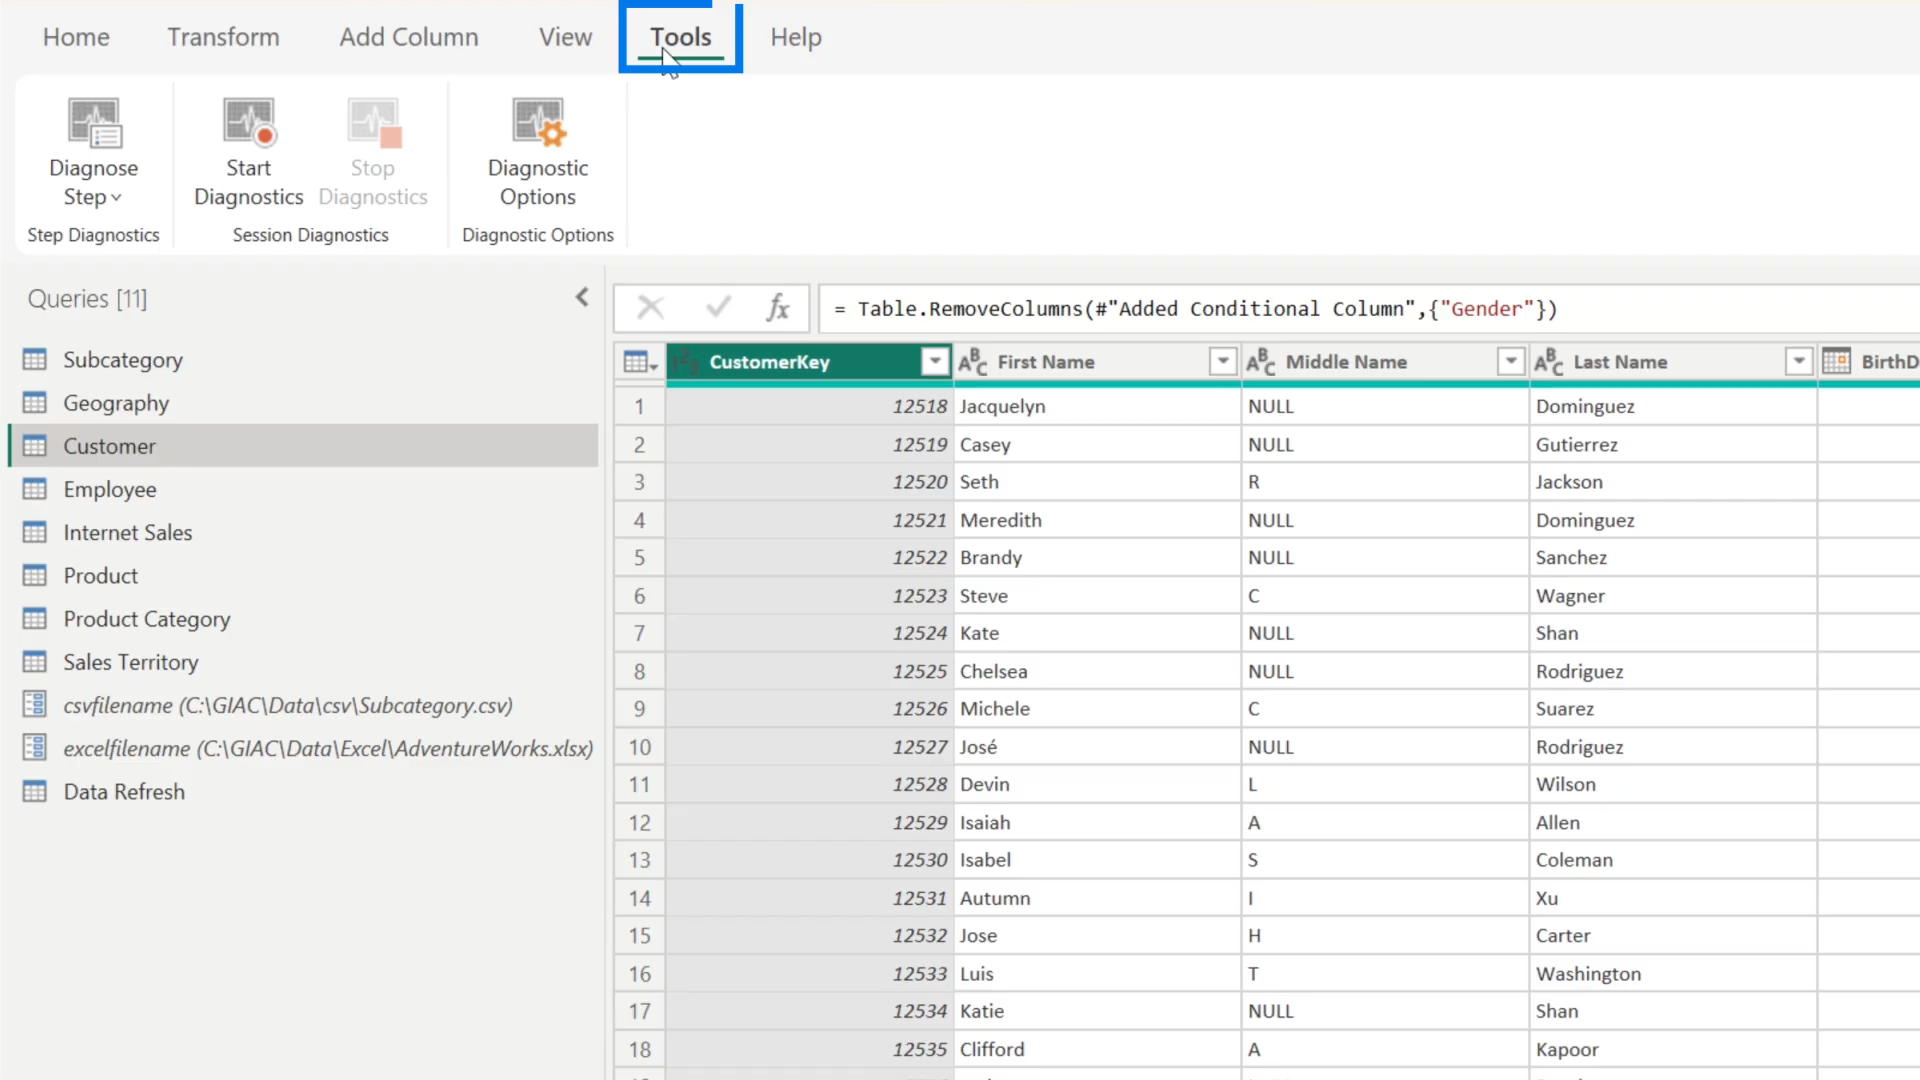 Home Transform Add Column View Tools Help
Diagnose Step
Start Diagnostics
Stop Diagnostics
Diagnostic Options
Step Diagnostics Session Diagnostics Diagnostic Options
Queries [11]
Subcategory
Geography
Customer
Employee
Internet Sales
Product
Product Category
Sales Territory
csvfilename (C:\GIAC\Data\csv\Subcategory.csv)
excelfilename (C:\GIAC\Data\Excel\AdventureWorks.xlsx)
Data Refresh
fx = Table.RemoveColumns(#"Added Conditional Column",{"Gender"})
CustomerKey ABC First Name ABC Middle Name ABC Last Name BirthD
1 12518 Jacquelyn NULL Dominguez
2 12519 Casey NULL Gutierrez
3 12520 Seth R Jackson
4 12521 Meredith NULL Dominguez
5 12522 Brandy NULL Sanchez
6 12523 Steve C Wagner
7 12524 Kate NULL Shan
8 12525 Chelsea NULL Rodriguez
9 12526 Michele C Suarez
10 12527 José NULL Rodriguez
11 12528 Devin L Wilson
12 12529 Isaiah A Allen
13 12530 Isabel S Coleman
14 12531 Autumn I Xu
15 12532 Jose H Carter
16 12533 Luis T Washington
17 12534 Katie NULL Shan
18 12535 Clifford A Kapoor